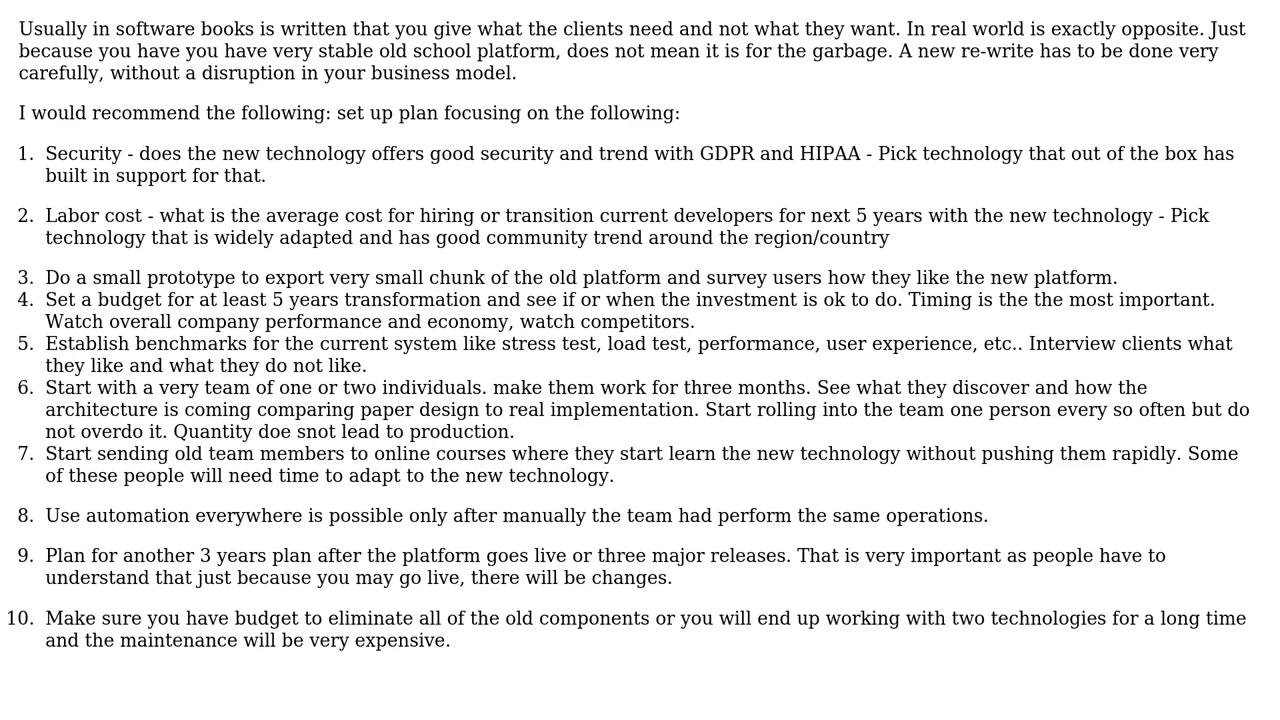 Usually in software books is written that you give what the clients need and not what they want. In real world is exactly opposite. Just
because you have you have very stable old school platform, does not mean it is for the garbage. A new re-write has to be done very
carefully, without a disruption in your business model.
I would recommend the following: set up plan focusing on the following:
1. Security - does the new technology offers good security and trend with GDPR and HIPAA - Pick technology that out of the box has
built in support for that.
2. Labor cost - what is the average cost for hiring or transition current developers for next 5 years with the new technology - Pick
technology that is widely adapted and has good community trend around the region/country
3. Do a small prototype to export very small chunk of the old platform and survey users how they like the new platform.
4. Set a budget for at least 5 years transformation and see if or when the investment is ok to do. Timing is the the most important.
Watch overall company performance and economy, watch competitors.
5. Establish benchmarks for the current system like stress test, load test, performance, user experience, etc.. Interview clients what
they like and what they do not like.
6. Start with a very team of one or two individuals. make them work for three months. See what they discover and how the
architecture is coming comparing paper design to real implementation. Start rolling into the team one person every so often but do
not overdo it. Quantity doe snot lead to production.
7. Start sending old team members to online courses where they start learn the new technology without pushing them rapidly. Some
of these people will need time to adapt to the new technology.
8. Use automation everywhere is possible only after manually the team had perform the same operations.
9. Plan for another 3 years plan after the platform goes live or three major releases. That is very important as people have to
understand that just because you may go live, there will be changes.
10. Make sure you have budget to eliminate all of the old components or you will end up working with two technologies for a long time
and the maintenance will be very expensive.